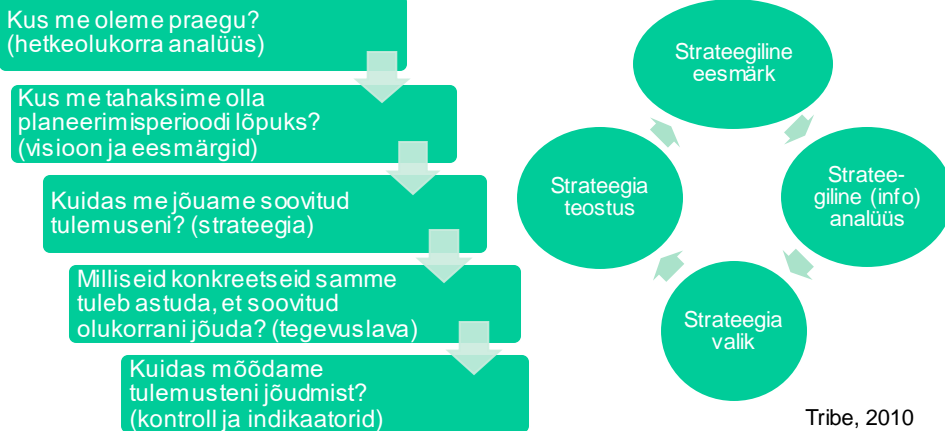 Kus me oleme praegu?
(hetkeolukorra analüüs)
Kus me tahaksime olla
planeerimisperioodi lõpuks?
(visioon ja eesmärgid)
Kuidas me jõuame soovitud
tulemuseni? (strateegia)
Milliseid konkreetseid samme
tuleb astuda, et soovitud
olukorrani jõuda? (tegevuslava)
Kuidas mõõdame
tulemusteni jõudmist?
(kontroll ja indikaatorid)
Strateegiline
eesmärk
Stratee-
giline (info)
analüüs
Strateegia
valik
Strateegia
teostus
Tribe, 2010